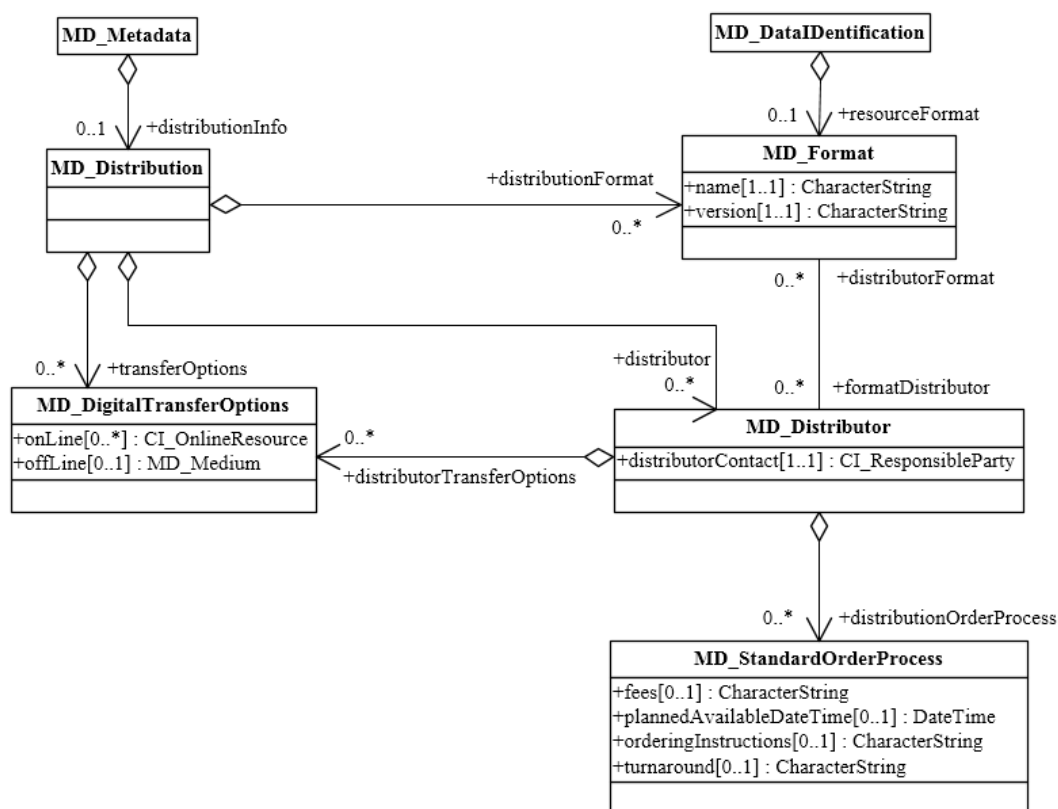 MD_Metadata
MD_DataIDentification
0..1
+distributionInfo
0..1
+resourceFormat
MD_Distribution
MD_Format
+name[1..1] : CharacterString
+version[1..1] : CharacterString
+distributionFormat
0..*
0..*
+distributorFormat
0..*
+transferOptions
+distributor
0..*
0..*
+formatDistributor
MD_DigitalTransferOptions
+onLine[0..*] : CI_OnlineResource
+offLine[0..1] : MD_Medium
0..*
+distributorTransferOptions
MD_Distributor
+distributorContact[1..1] : CI_ResponsibleParty
0..*
+distributionOrderProcess
MD_StandardOrderProcess
+fees[0..1] : CharacterString
+plannedAvailableDateTime[0..1] : DateTime
+orderingInstructions[0..1] : CharacterString
+turnaround[0..1] : CharacterString